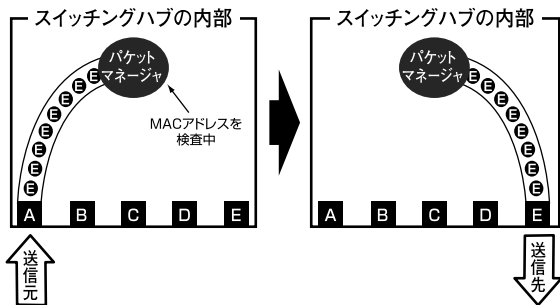 スイッチングハブの内部
パケット
マネージャ
E E E E E E E E
MACアドレスを
検査中
A B C D E
送信元
スイッチングハブの内部
パケット
マネージャ
E E E E E E E E
A B C D E
送信先